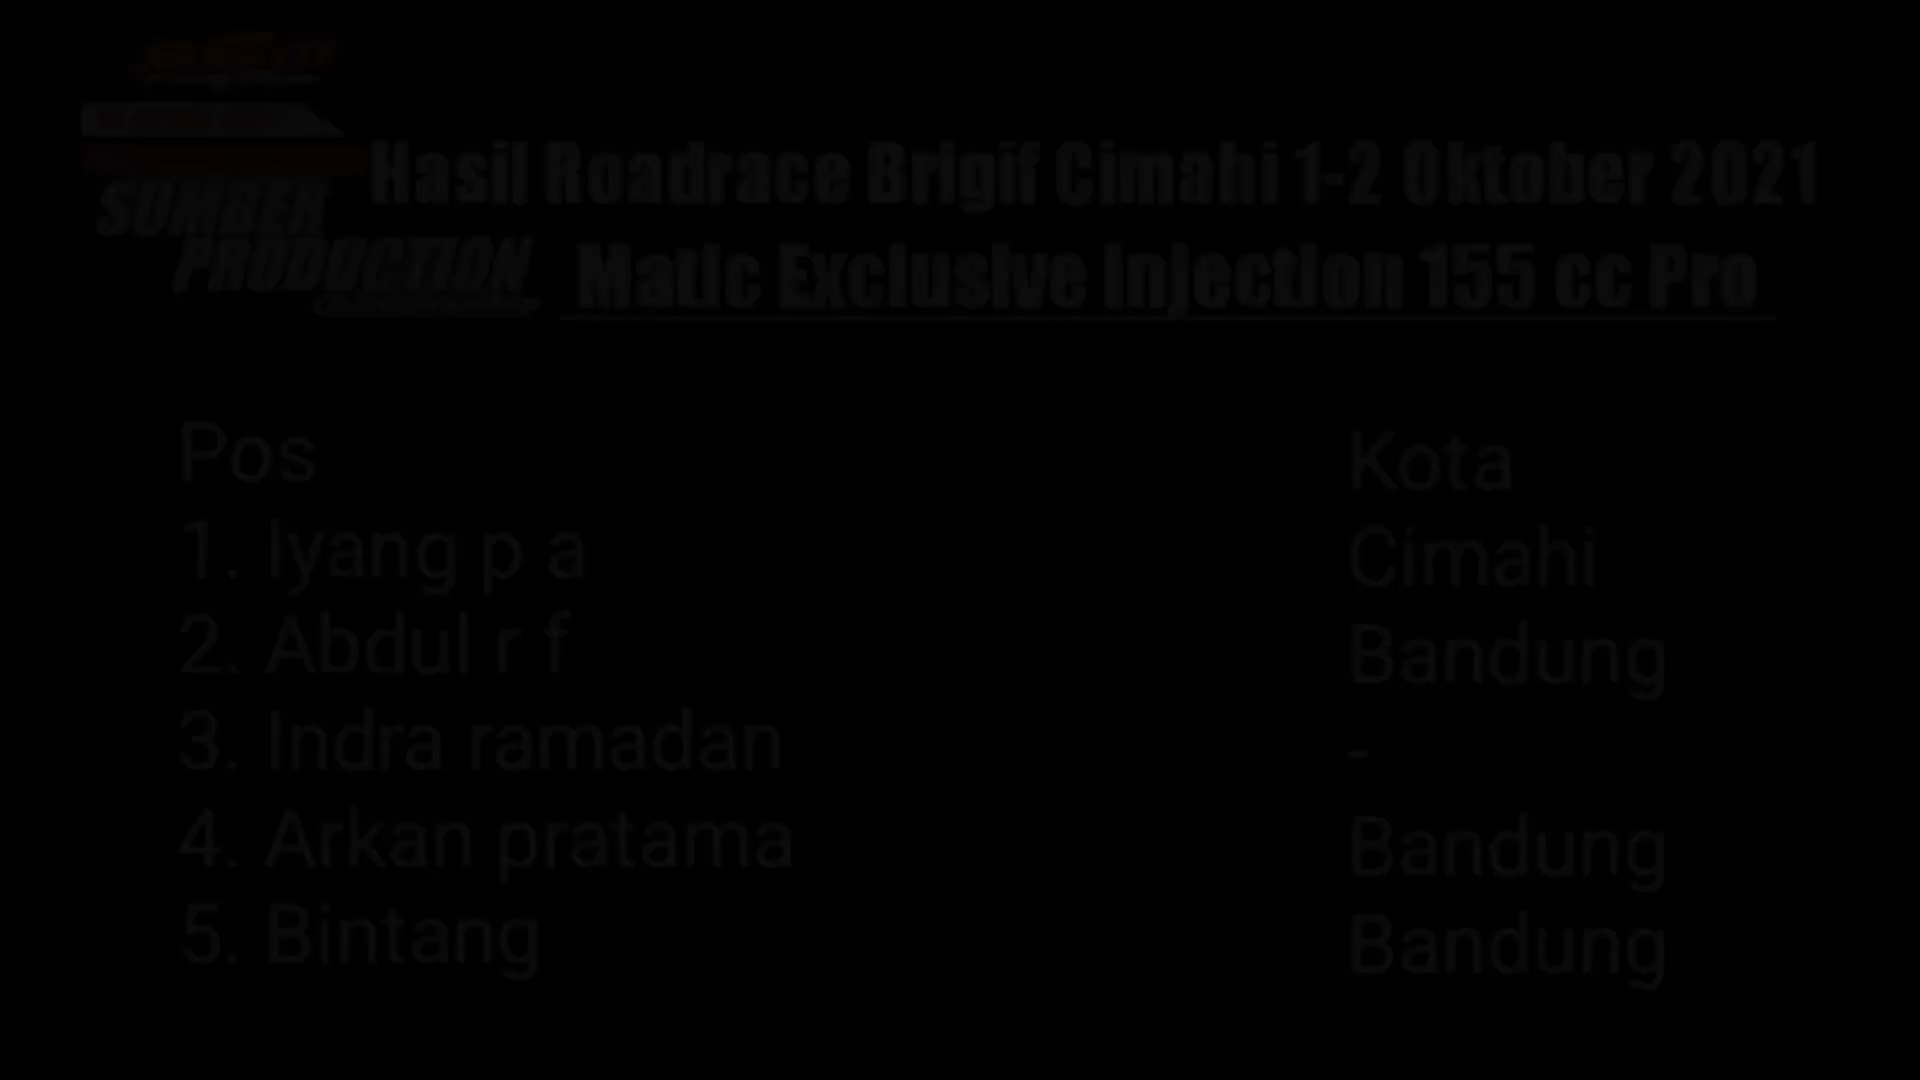 SUMBER
PRODUCTION
Hasil Roadrace Brigif Cimahi 1-2 Oktober 2021
Matic Exclusive Injection 155 cc Pro
Pos Kota
1. Iyang p a Cimahi
2. Abdul r f Bandung
3. Indra ramadan -
4. Arkan pratama Bandung
5. Bintang Bandung